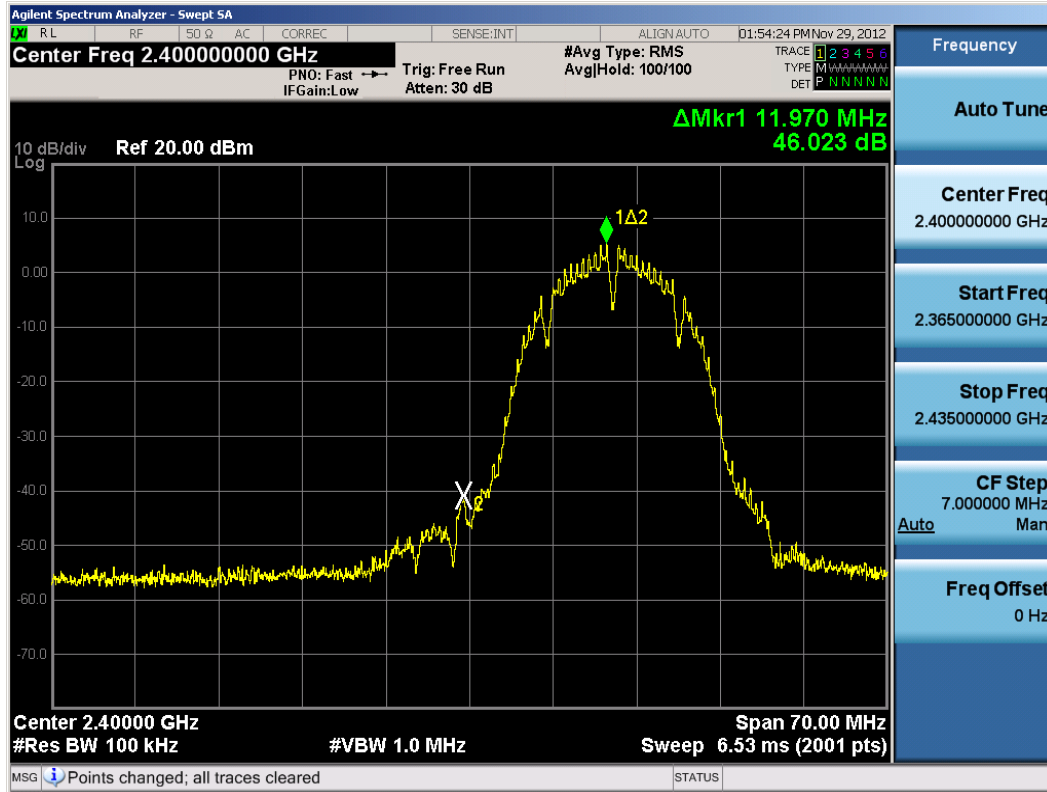 Agilent Spectrum Analyzer - Swept SA
LXI RL RF 50 Ω AC CORREC SENSE:INT ALIGN AUTO 01:54:24 PM Nov 29, 2012
Center Freq 2.400000000 GHz
PNO: Fast
IFGain:Low
Trig: Free Run
Atten: 30 dB
#Avg Type: RMS
Avg|Hold: 100/100
TRACE 1 2 3 4 5 6
TYPE M W W W W W
DET P N N N N N
ΔMkr1 11.970 MHz
46.023 dB
10 dB/div Ref 20.00 dBm
Log
10.0
0.00
-10.0
-20.0
-30.0
-40.0
-50.0
-60.0
-70.0
1Δ2
X2
Center 2.40000 GHz Span 70.00 MHz
#Res BW 100 kHz #VBW 1.0 MHz Sweep 6.53 ms (2001 pts)
MSG Points changed; all traces cleared STATUS
Frequency
Auto Tune
Center Freq
2.400000000 GHz
Start Freq
2.365000000 GHz
Stop Freq
2.435000000 GHz
CF Step
7.000000 MHz
Auto Man
Freq Offset
0 Hz